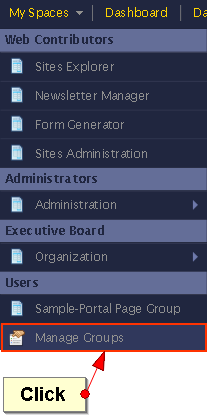 My Spaces Dashboard Da
Web Contributors
Sites Explorer
Newsletter Manager
Form Generator
Sites Administration
Administrators
Administration
Executive Board
Organization
Users
Sample-Portal Page Group
Manage Groups
Click